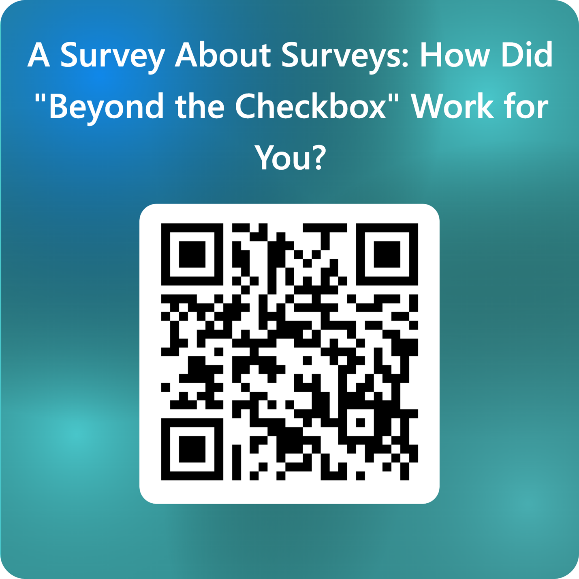 A Survey About Surveys: How Did
"Beyond the Checkbox" Work for
You?